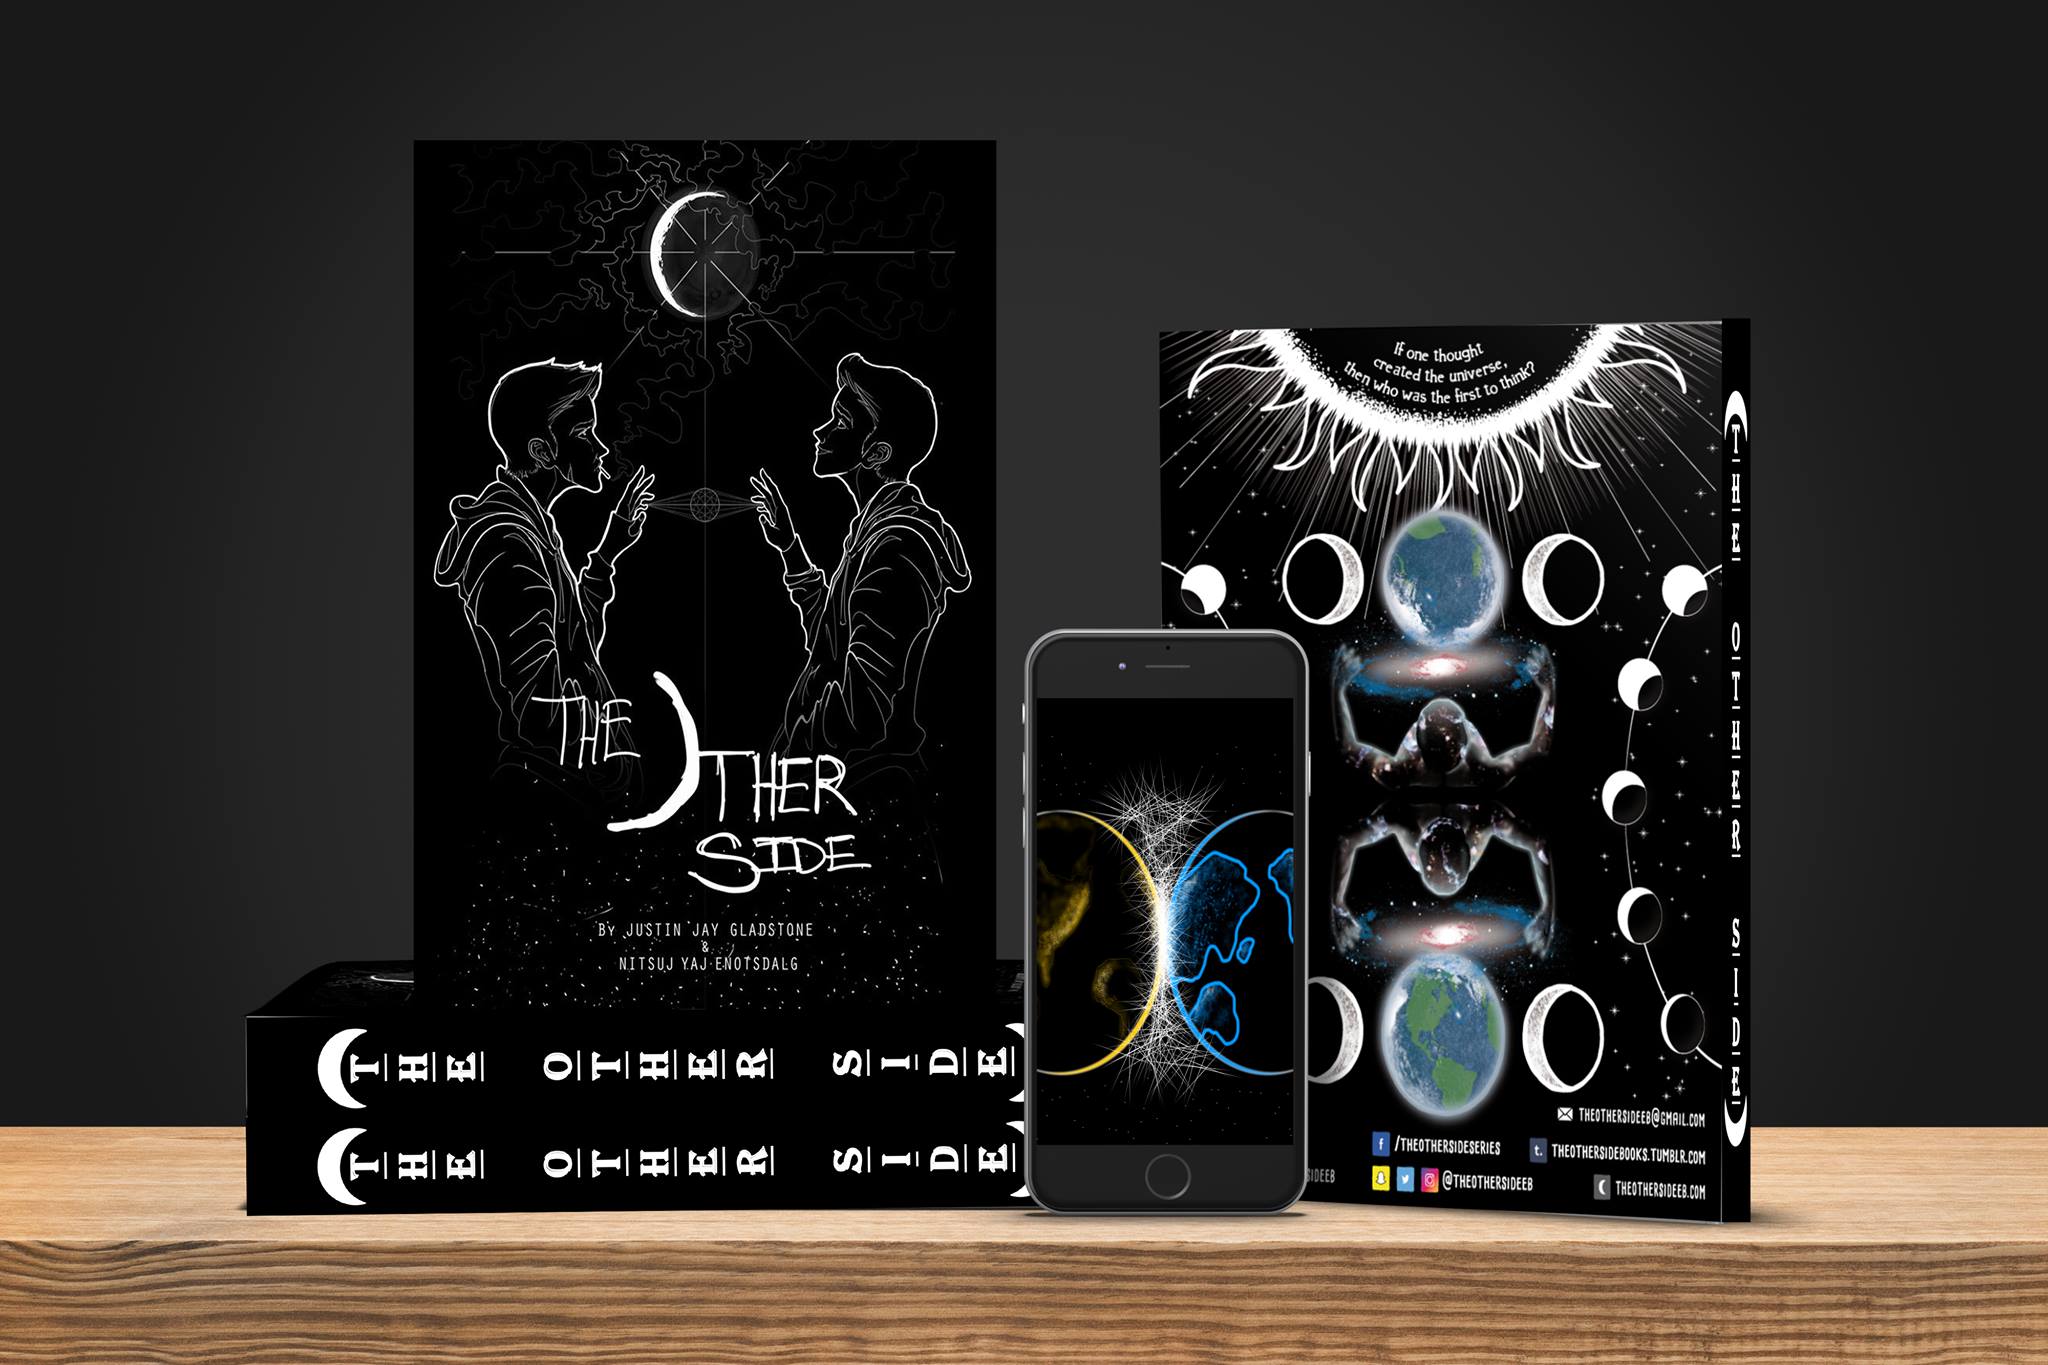 THE
OTHER
SIDE
BY JUSTIN JAY GLADSTONE
&
NITSUJ YAJ ENOTSDALG
THE OTHER SIDE
THE OTHER SIDE
If one thought
created the universe,
then who was the first to think?
THEOTHERSIDEEB@GMAIL.COM
f /THEOTHERSIDESERIES
t. THEOTHERSIDEBOOKS.TUMBLR.COM
SIDEEB
@THEOTHERSIDEEB
THEOTHERSIDEEB.COM
THE OTHER SIDE